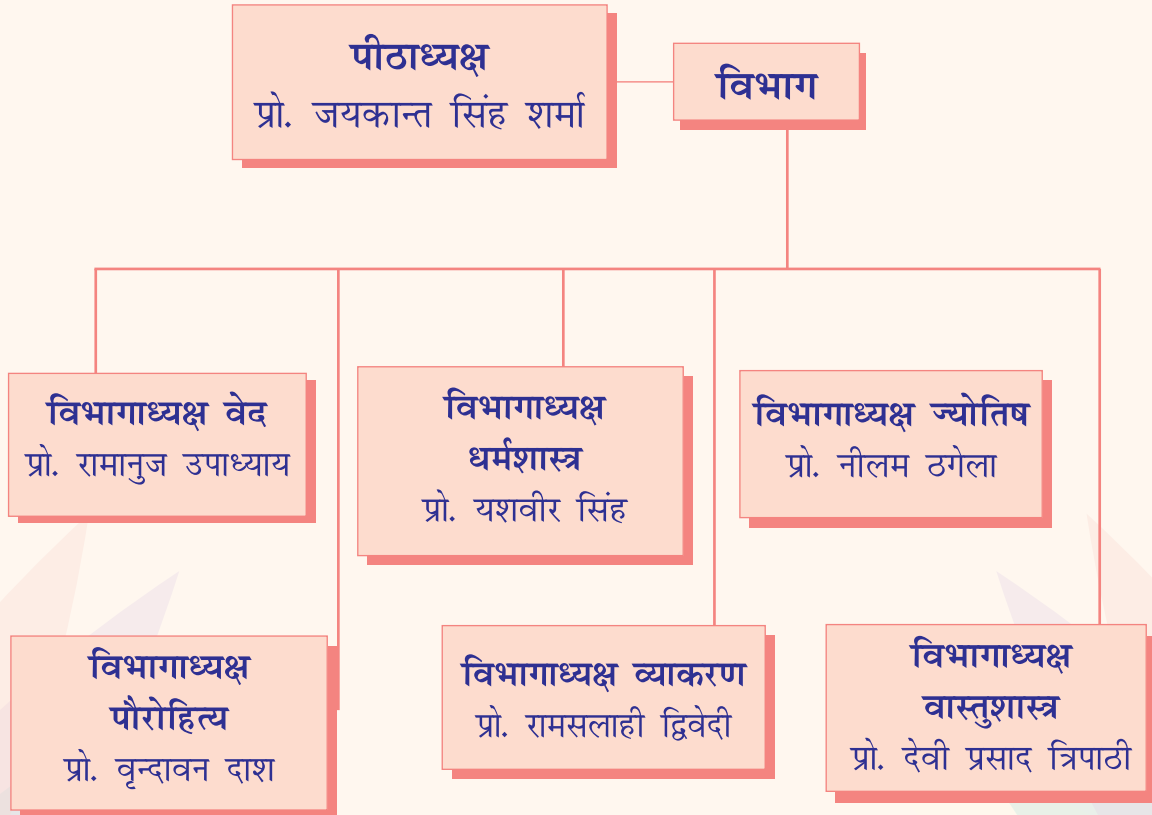 पीठाध्यक्ष
प्रो. जयकान्त सिंह शर्मा
विभाग
विभागाध्यक्ष वेद
प्रो. रामानुज उपाध्याय
विभागाध्यक्ष
धर्मशास्त्र
प्रो. यशवीर सिंह
विभागाध्यक्ष ज्योतिष
प्रो. नीलम ठगेला
विभागाध्यक्ष
पौरोहित्य
प्रो. वृन्दावन दाश
विभागाध्यक्ष व्याकरण
प्रो. रामसलाही द्विवेदी
विभागाध्यक्ष
वास्तुशास्त्र
प्रो. देवी प्रसाद त्रिपाठी